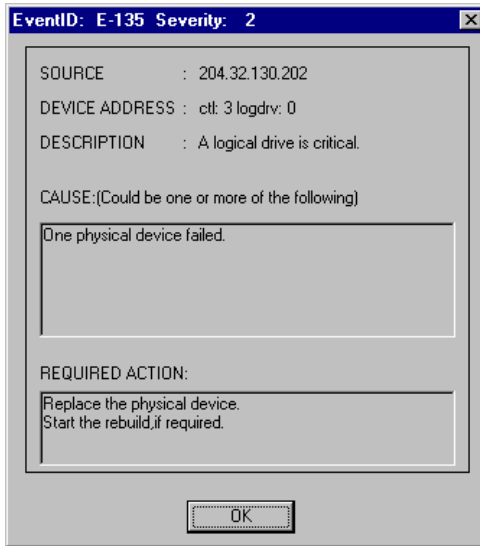 EventID: E-135 Severity: 2
SOURCE : 204.32.130.202
DEVICE ADDRESS : ctl: 3 logdrv: 0
DESCRIPTION : A logical drive is critical.
CAUSE:(Could be one or more of the following)
One physical device failed.
REQUIRED ACTION:
Replace the physical device.
Start the rebuild,if required.
OK